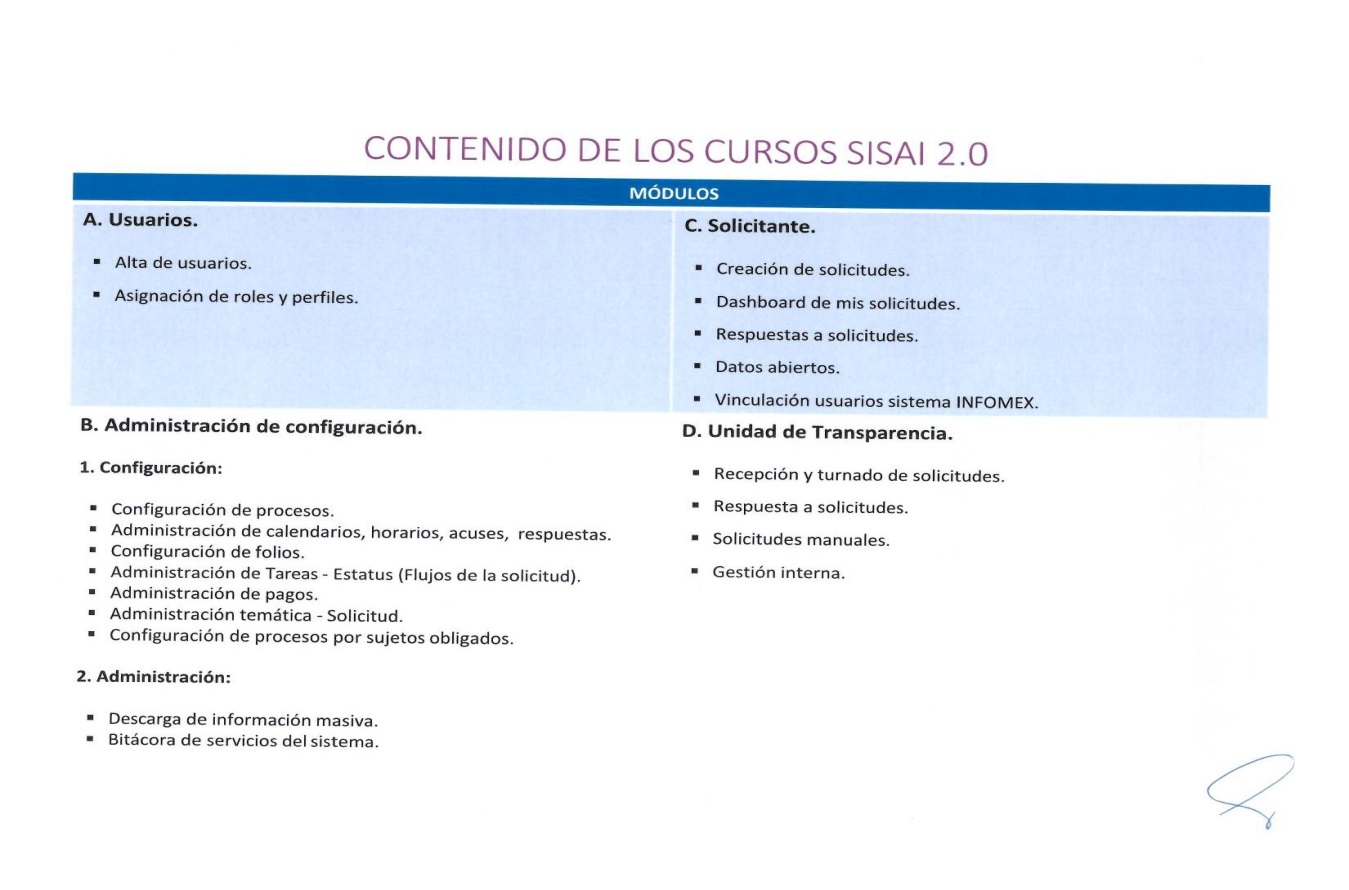 CONTENIDO DE LOS CURSOS SISAI 2.0
MÓDULOS
A. Usuarios.
▪ Alta de usuarios.
▪ Asignación de roles y perfiles.
C. Solicitante.
▪ Creación de solicitudes.
▪ Dashboard de mis solicitudes.
▪ Respuestas a solicitudes.
▪ Datos abiertos.
▪ Vinculación usuarios sistema INFOMEX.
B. Administración de configuración.
1. Configuración:
▪ Configuración de procesos.
▪ Administración de calendarios, horarios, acuses, respuestas.
▪ Configuración de folios.
▪ Administración de Tareas - Estatus (Flujos de la solicitud).
▪ Administración de pagos.
▪ Administración temática - Solicitud.
▪ Configuración de procesos por sujetos obligados.
2. Administración:
▪ Descarga de información masiva.
▪ Bitácora de servicios del sistema.
D. Unidad de Transparencia.
▪ Recepción y turnado de solicitudes.
▪ Respuesta a solicitudes.
▪ Solicitudes manuales.
▪ Gestión interna.